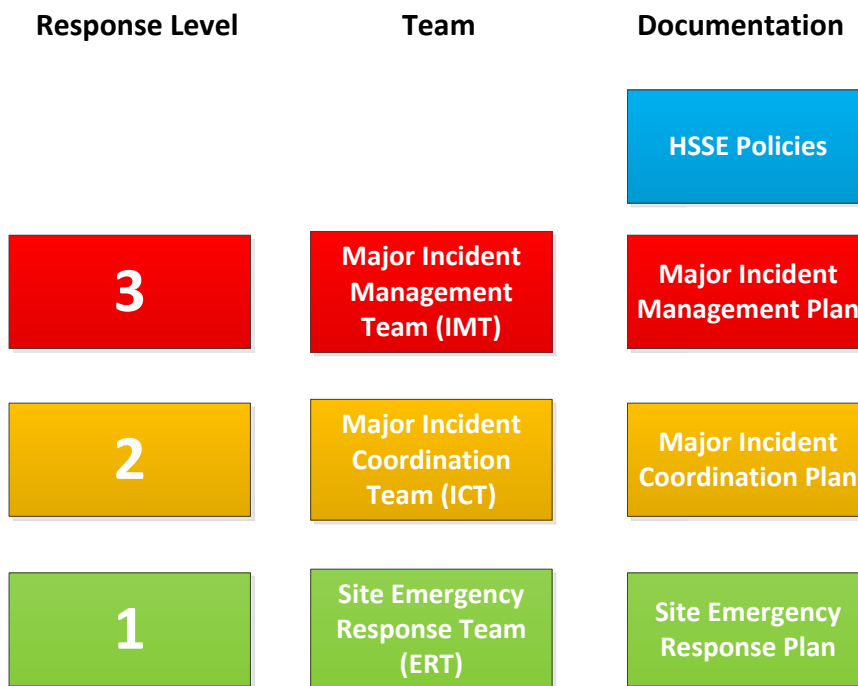 Response Level Team Documentation
HSSE Policies
3
Major Incident
Management
Team (IMT)
Major Incident
Management Plan
2
Major Incident
Coordination
Team (ICT)
Major Incident
Coordination Plan
1
Site Emergency
Response Team
(ERT)
Site Emergency
Response Plan